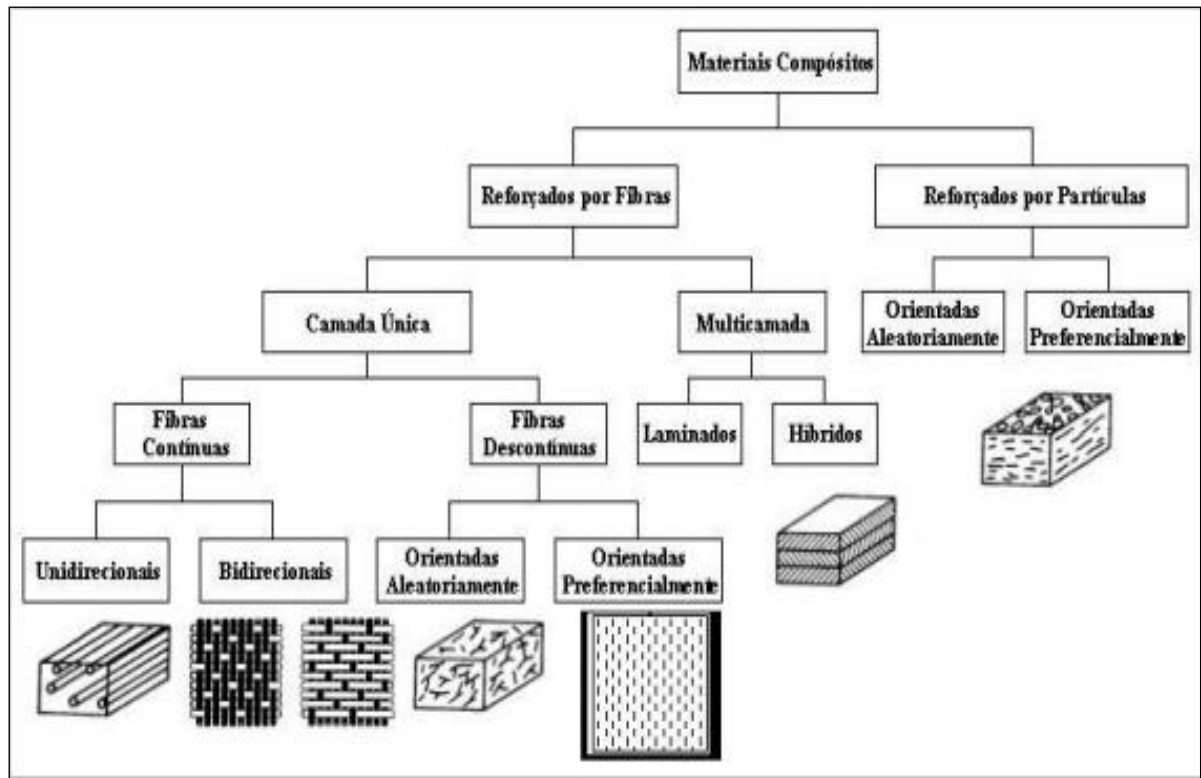 Materiais Compósitos
Reforçados por Fibras
Reforçados por Partículas
Camada Única
Multicamada
Orientadas
Aleatoriamente
Orientadas
Preferencialmente
Fibras
Contínuas
Fibras
Descontínuas
Laminados
Híbridos
Unidirecionais
Bidirecionais
Orientadas
Aleatoriamente
Orientadas
Preferencialmente